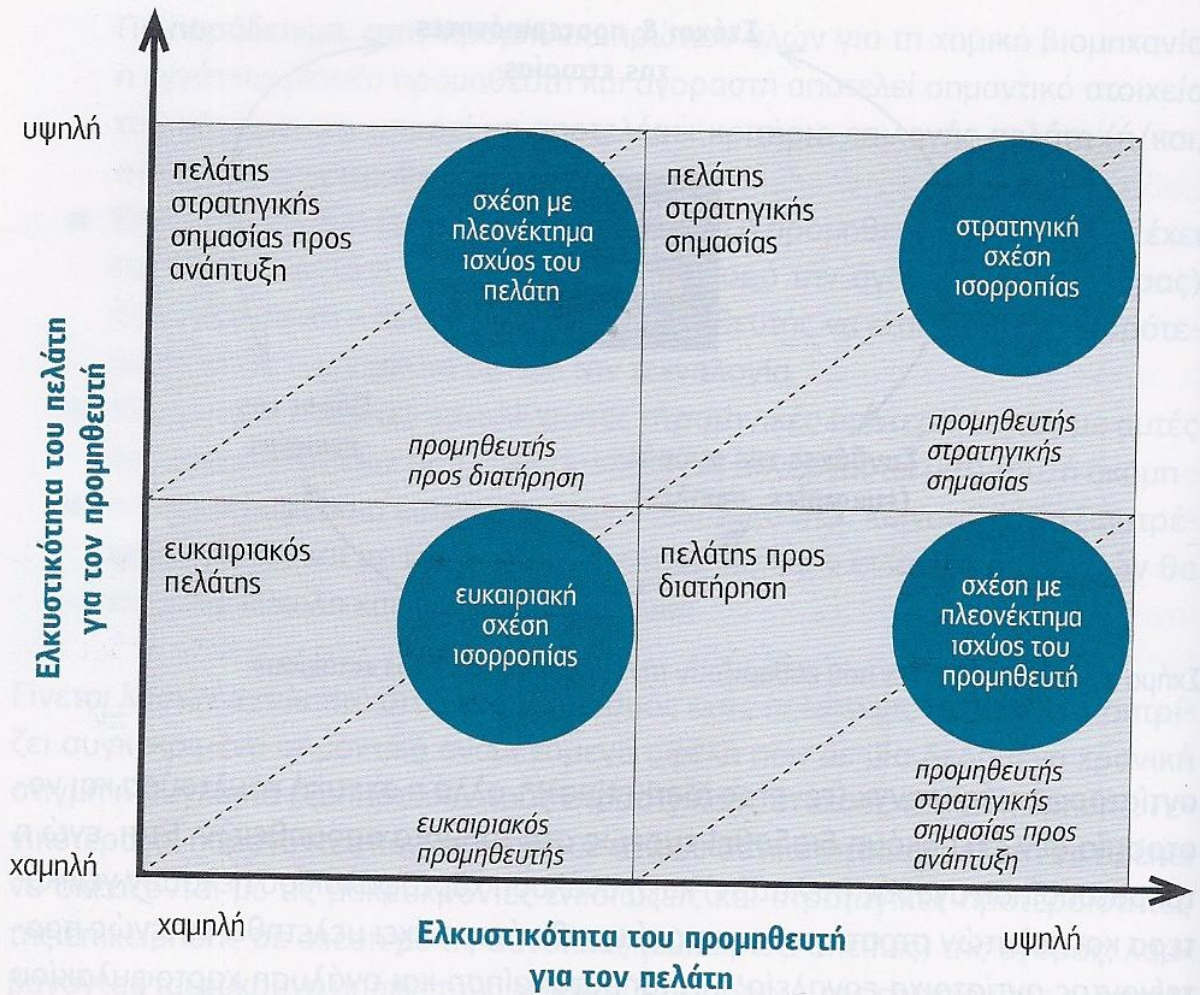 υψηλή
πελάτης
στρατηγικής
σημασίας προς
ανάπτυξη
σχέση με
πλεονέκτημα
ισχύος του
πελάτη
προμηθευτής
προς διατήρηση
πελάτης
στρατηγικής
σημασίας
στρατηγική
σχέση
ισορροπίας
προμηθευτής
στρατηγικής
σημασίας
Ελκυστικότητα του πελάτη
για τον προμηθευτή
ευκαιριακός
πελάτης
ευκαιριακή
σχέση
ισορροπίας
ευκαιριακός
προμηθευτής
πελάτης προς
διατήρηση
σχέση με
πλεονέκτημα
ισχύος του
προμηθευτή
προμηθευτής
στρατηγικής
σημασίας προς
ανάπτυξη
χαμηλή
χαμηλή
Ελκυστικότητα του προμηθευτή
για τον πελάτη
υψηλή